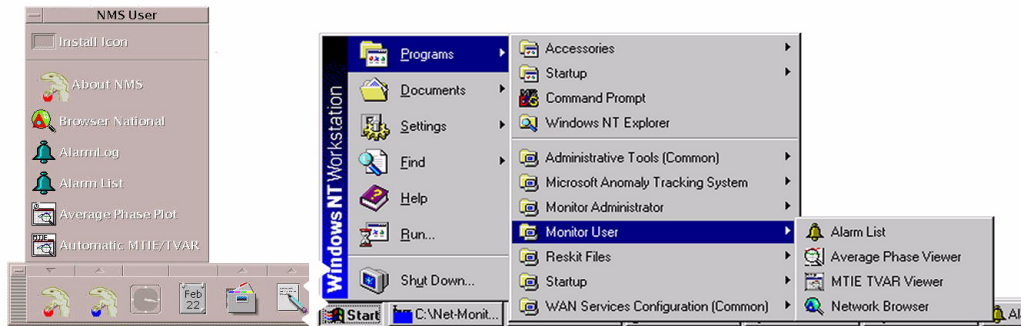 NMS User
Install Icon
About NMS
Browser National
AlarmLog
Alarm List
Average Phase Plot
Automatic MTIE/TVAR
Feb
22
Windows NT Workstation
Programs
Documents
Settings
Find
Help
Run...
Shut Down...
Accessories
Startup
Command Prompt
Windows NT Explorer
Administrative Tools (Common)
Microsoft Anomaly Tracking System
Monitor Administrator
Monitor User
Reskit Files
Startup
WAN Services Configuration (Common)
Alarm List
Average Phase Viewer
MTIE TVAR Viewer
Network Browser
Start
C:\Net-Monit...